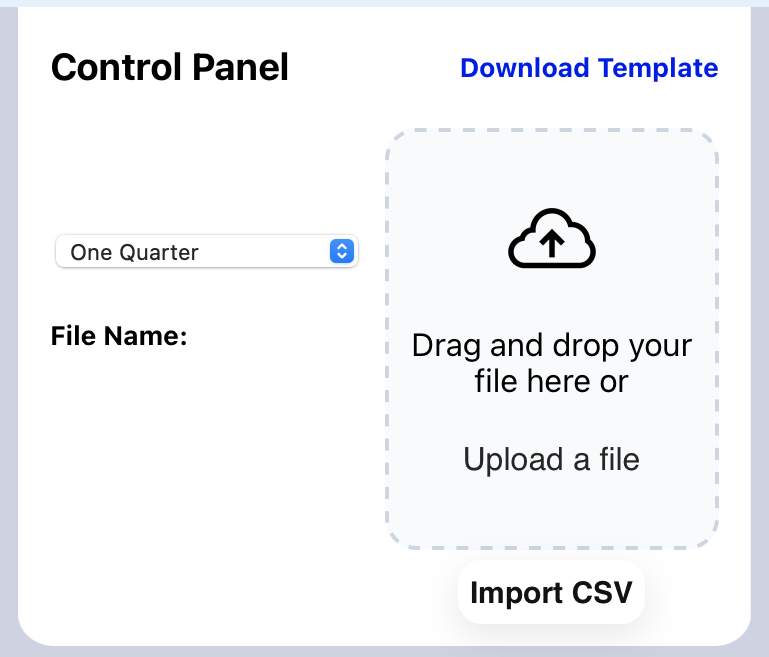 Control Panel
Download Template
One Quarter
File Name:
Drag and drop your
file here or
Upload a file
Import CSV